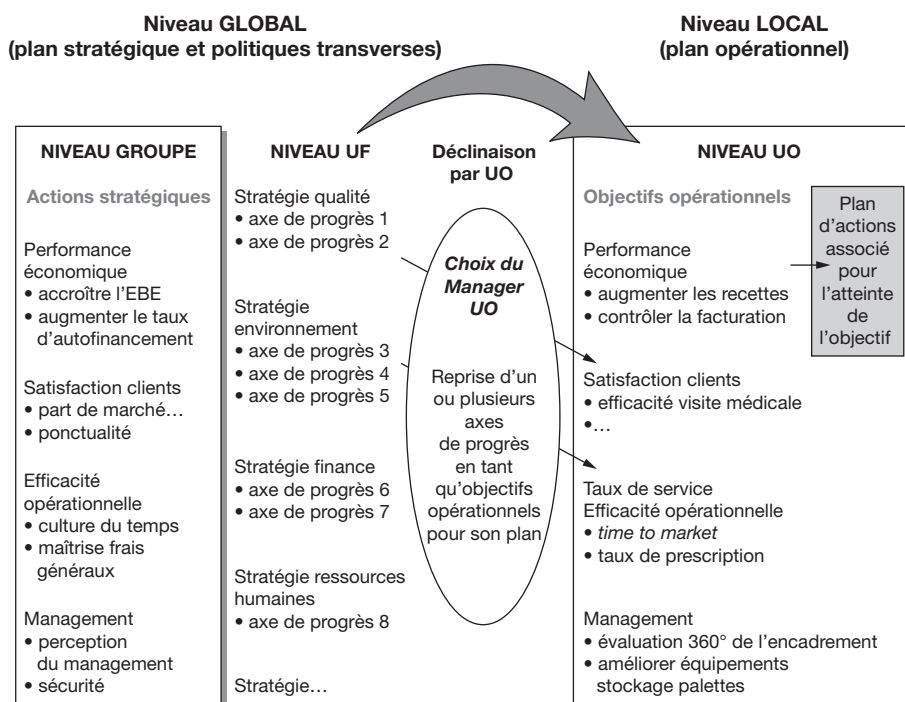 Niveau GLOBAL
(plan stratégique et politiques transverses)
Niveau LOCAL
(plan opérationnel)
NIVEAU GROUPE
Actions stratégiques
Performance
économique
• accroître l’EBE
• augmenter le taux
d’autofinancement
Satisfaction clients
• part de marché…
• ponctualité
Efficacité
opérationnelle
• culture du temps
• maîtrise frais
généraux
Management
• perception
du management
• sécurité
NIVEAU UF
Stratégie qualité
• axe de progrès 1
• axe de progrès 2
Stratégie
environnement
• axe de progrès 3
• axe de progrès 4
• axe de progrès 5
Stratégie finance
• axe de progrès 6
• axe de progrès 7
Stratégie ressources
humaines
• axe de progrès 8
Stratégie…
Déclinaison
par UO
Choix du
Manager
UO
Reprise d’un
ou plusieurs
axes
de progrès
en tant
qu’objectifs
opérationnels
pour son plan
NIVEAU UO
Objectifs opérationnels
Performance
économique
• augmenter les recettes
• contrôler la facturation
Satisfaction clients
• efficacité visite médicale
•…
Taux de service
Efficacité opérationnelle
• time to market
• taux de prescription
Management
• évaluation 360° de l’encadrement
• améliorer équipements
stockage palettes
Plan
d’actions
associé
pour
l’atteinte
de
l’objectif